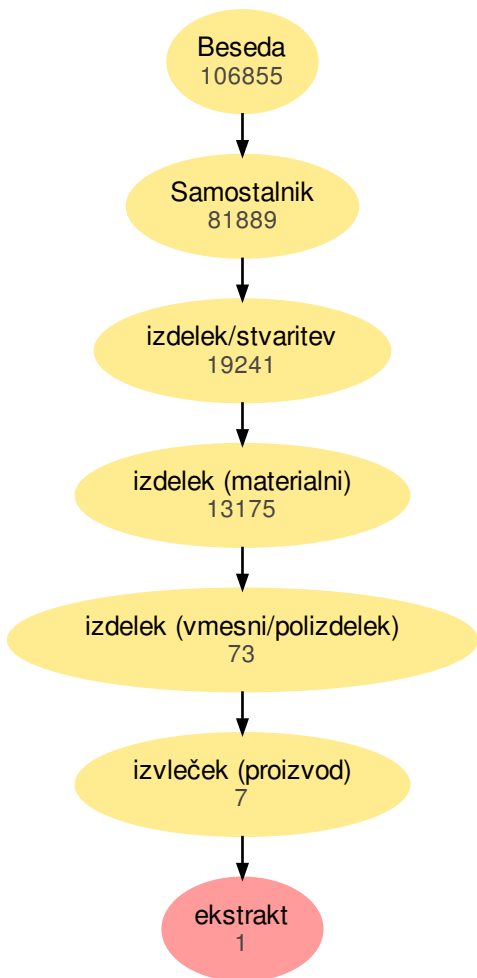 Beseda
106855
Samostalnik
81889
izdelek/stvaritev
19241
izdelek (materialni)
13175
izdelek (vmesni/polizdelek)
73
izvleček (proizvod)
7
ekstrakt
1